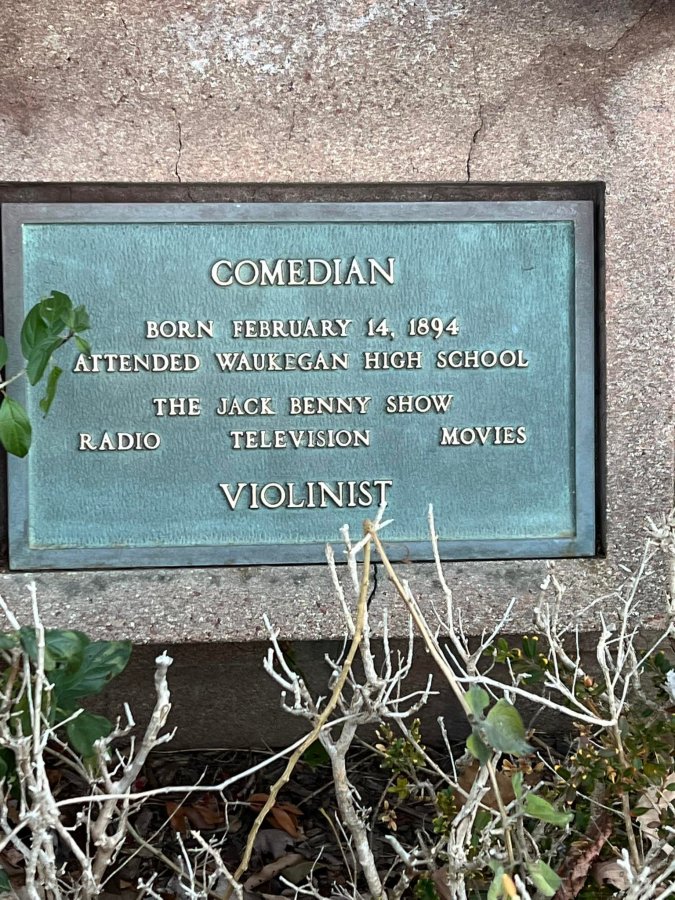 COMEDIAN
BORN FEBRUARY 14, 1894
ATTENDED WAUKEGAN HIGH SCHOOL
THE JACK BENNY SHOW
RADIO TELEVISION MOVIES
VIOLINIST